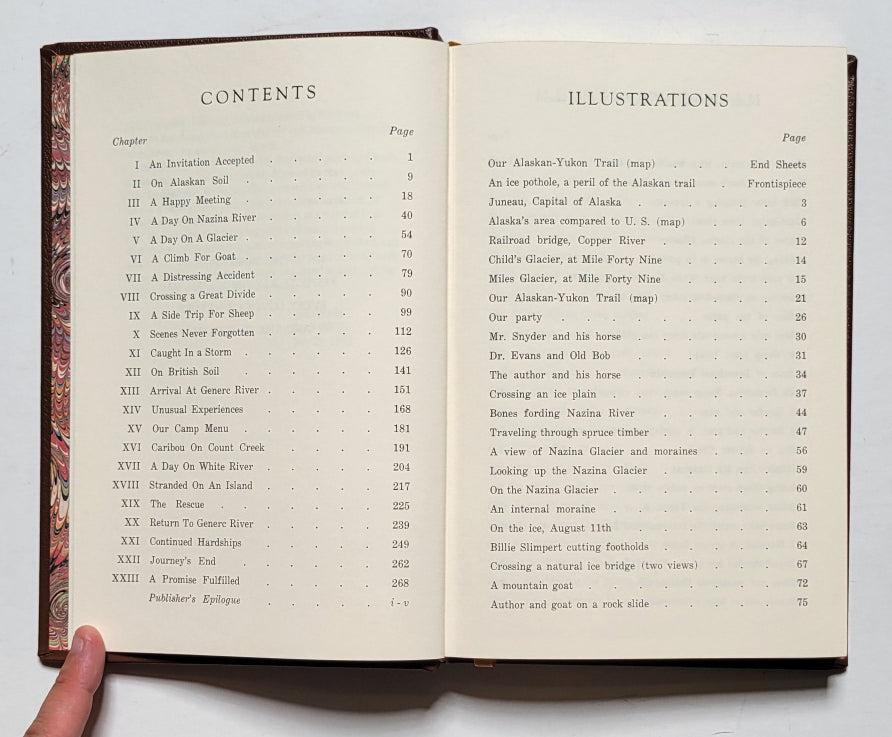 CONTENTS
Chapter Page
I An Invitation Accepted . . . . . 1
II On Alaskan Soil . . . . . 9
III A Happy Meeting . . . . . 18
IV A Day On Nazina River . . . . . 40
V A Day On A Glacier . . . . . 54
VI A Climb For Goat . . . . . 70
VII A Distressing Accident . . . . . 79
VIII Crossing a Great Divide . . . . . 90
IX A Side Trip For Sheep . . . . . 99
X Scenes Never Forgotten . . . . . 112
XI Caught In a Storm . . . . . 126
XII On British Soil . . . . . 141
XIII Arrival At Generc River . . . . . 151
XIV Unusual Experiences . . . . . 168
XV Our Camp Menu . . . . . 181
XVI Caribou On Count Creek . . . . 191
XVII A Day On White River . . . . . 204
XVIII Stranded On An Island . . . . . 217
XIX The Rescue . . . . . . 225
XX Return To Generc River . . . . . 239
XXI Continued Hardships . . . . . 249
XXII Journey's End . . . . . 262
XXIII A Promise Fulfilled . . . . . 268
Publisher's Epilogue . . . . . i - v
ILLUSTRATIONS
Page
Our Alaskan-Yukon Trail (map) . . . End Sheets
An ice pothole, a peril of the Alaskan trail . Frontispiece
Juneau, Capital of Alaska . . . . . . 3
Alaska's area compared to U. S. (map) . . . . 6
Railroad bridge, Copper River . . . . . 12
Child's Glacier, at Mile Forty Nine . . . . 14
Miles Glacier, at Mile Forty Nine . . . . 15
Our Alaskan-Yukon Trail (map) . . . . 21
Our party . . . . . . . . 26
Mr. Snyder and his horse . . . . . . 30
Dr. Evans and Old Bob . . . . . . 31
The author and his horse . . . . . . 34
Crossing an ice plain . . . . . . 37
Bones fording Nazina River . . . . . 44
Traveling through spruce timber . . . . . 47
A view of Nazina Glacier and moraines . . . 56
Looking up the Nazina Glacier . . . . . 59
On the Nazina Glacier . . . . . . 60
An internal moraine . . . . . . 61
On the ice, August 11th . . . . . . 63
Billie Slimpert cutting footholds . . . . . 64
Crossing a natural ice bridge (two views) . . . 67
A mountain goat . . . . . . . 72
Author and goat on a rock slide . . . . . 75